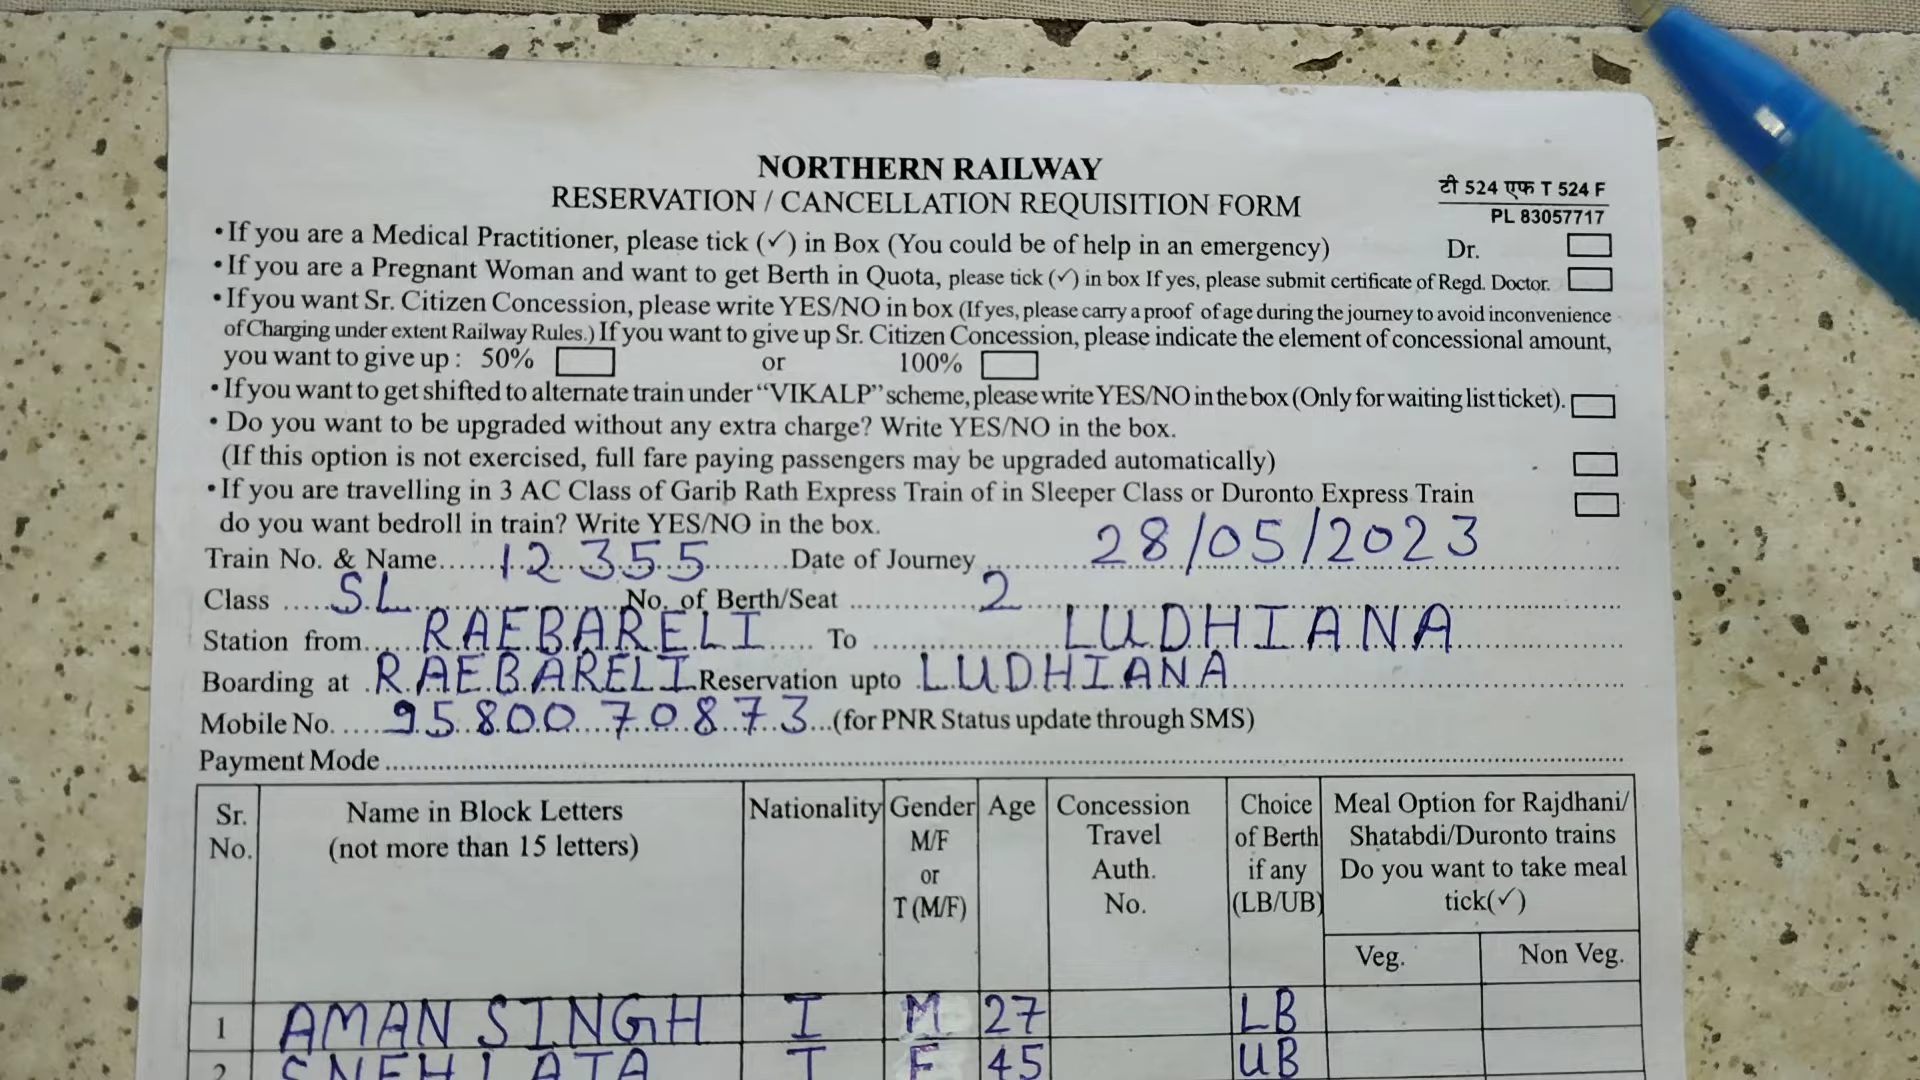 NORTHERN RAILWAY
RESERVATION / CANCELLATION REQUISITION FORM
टी 524 एफ T 524 F
PL 83057717
•If you are a Medical Practitioner, please tick (✓) in Box (You could be of help in an emergency) Dr.
•If you are a Pregnant Woman and want to get Berth in Quota, please tick (✓) in box If yes, please submit certificate of Regd. Doctor.
•If you want Sr. Citizen Concession, please write YES/NO in box (If yes, please carry a proof of age during the journey to avoid inconvenience
of Charging under extent Railway Rules.) If you want to give up Sr. Citizen Concession, please indicate the element of concessional amount,
you want to give up : 50% or 100%
•If you want to get shifted to alternate train under "VIKALP" scheme, please write YES/NO in the box (Only for waiting list ticket).
• Do you want to be upgraded without any extra charge? Write YES/NO in the box.
(If this option is not exercised, full fare paying passengers may be upgraded automatically)
•If you are travelling in 3 AC Class of Garib Rath Express Train of in Sleeper Class or Duronto Express Train
do you want bedroll in train? Write YES/NO in the box.
Train No. & Name 12355 Date of Journey 28/05/2023
Class SL No. of Berth/Seat 2
Station from RAEBARELI To LUDHIANA
Boarding at RAEBARELI Reservation upto LUDHIANA
Mobile No. 9580070873 (for PNR Status update through SMS)
Payment Mode
Sr. No. Name in Block Letters (not more than 15 letters) Nationality Gender M/F or T (M/F) Age Concession Travel Auth. No. Choice of Berth if any (LB/UB) Meal Option for Rajdhani/ Shatabdi/Duronto trains Do you want to take meal tick(✓)
Veg. Non Veg.
1 AMAN SINGH I M 27 LB
2 SNEH LATA I F 45 UB